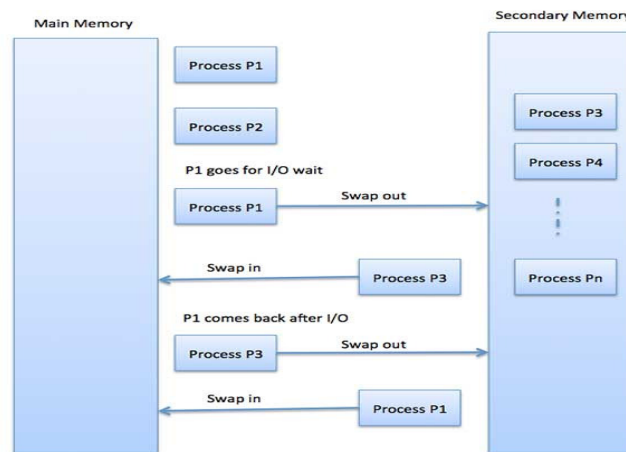 Main Memory
Secondary Memory
Process P1
Process P2
P1 goes for I/O wait
Process P1
Swap out
Swap in
Process P3
P1 comes back after I/O
Process P3
Swap out
Swap in
Process P1
Process P3
Process P4
Process Pn